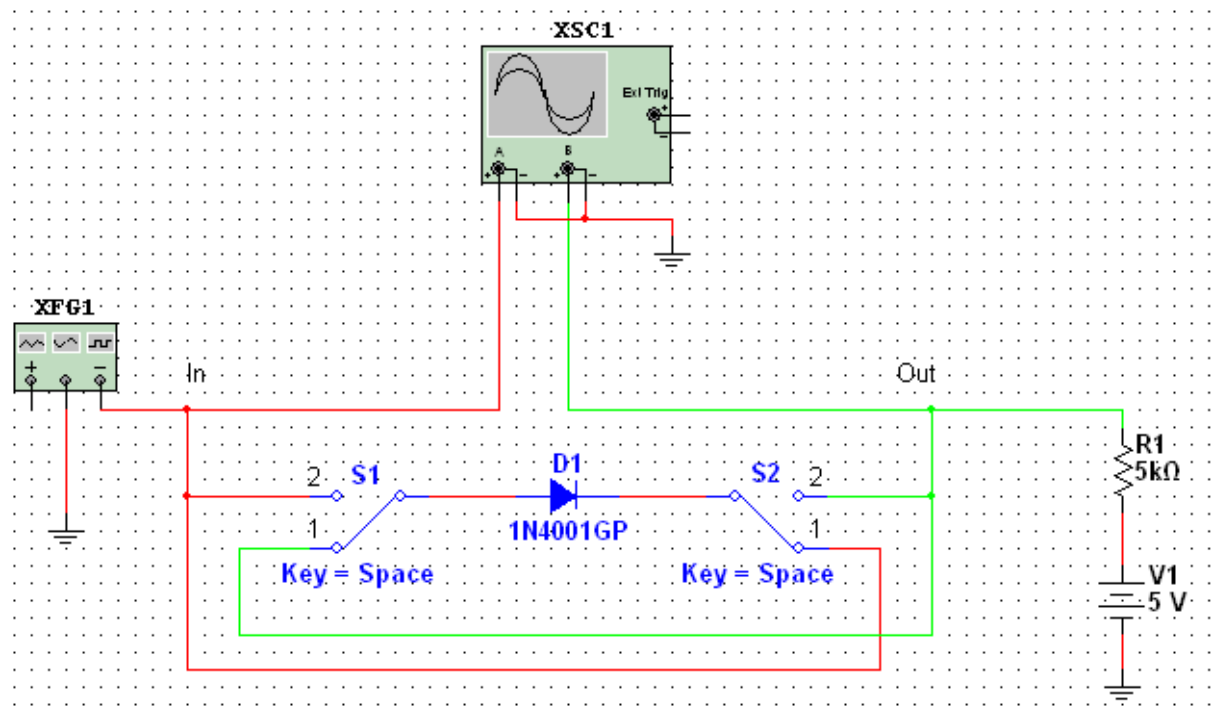 XSC1
Ext Trig
+
-
A
B
+ - + -
XFG1
+ -
In
Out
R1
5kΩ
2 S1
D1
S2 2
1
1N4001GP
1
Key = Space
Key = Space
V1
5 V